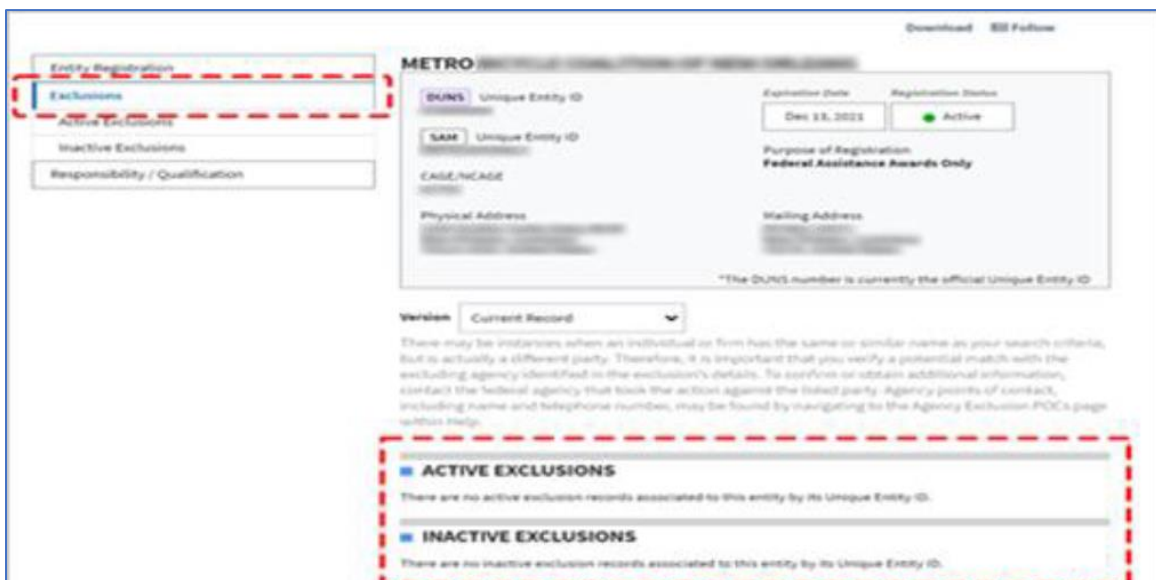 Download Follow
Entity Registration
Exclusions
Active Exclusions
Inactive Exclusions
Responsibility / Qualification
METRO
DUNS Unique Entity ID
SAM Unique Entity ID
CAGE/NCAGE
Physical Address
Expiration Date Registration Status
Dec 13, 2021 Active
Purpose of Registration
Federal Assistance Awards Only
Mailing Address
*The DUNS number is currently the official Unique Entity ID
Version Current Record
There may be instances when an individual or firm has the same or similar name as your search criteria,
but is actually a different party. Therefore, it is important that you verify a potential match with the
excluding agency identified in the exclusion's details. To confirm or obtain additional information,
contact the federal agency that took the action against the listed party. Agency points of contact,
including name and telephone number, may be found by navigating to the Agency Exclusion POCs page
within Help.
ACTIVE EXCLUSIONS
There are no active exclusion records associated to this entity by its Unique Entity ID.
INACTIVE EXCLUSIONS
There are no inactive exclusion records associated to this entity by its Unique Entity ID.